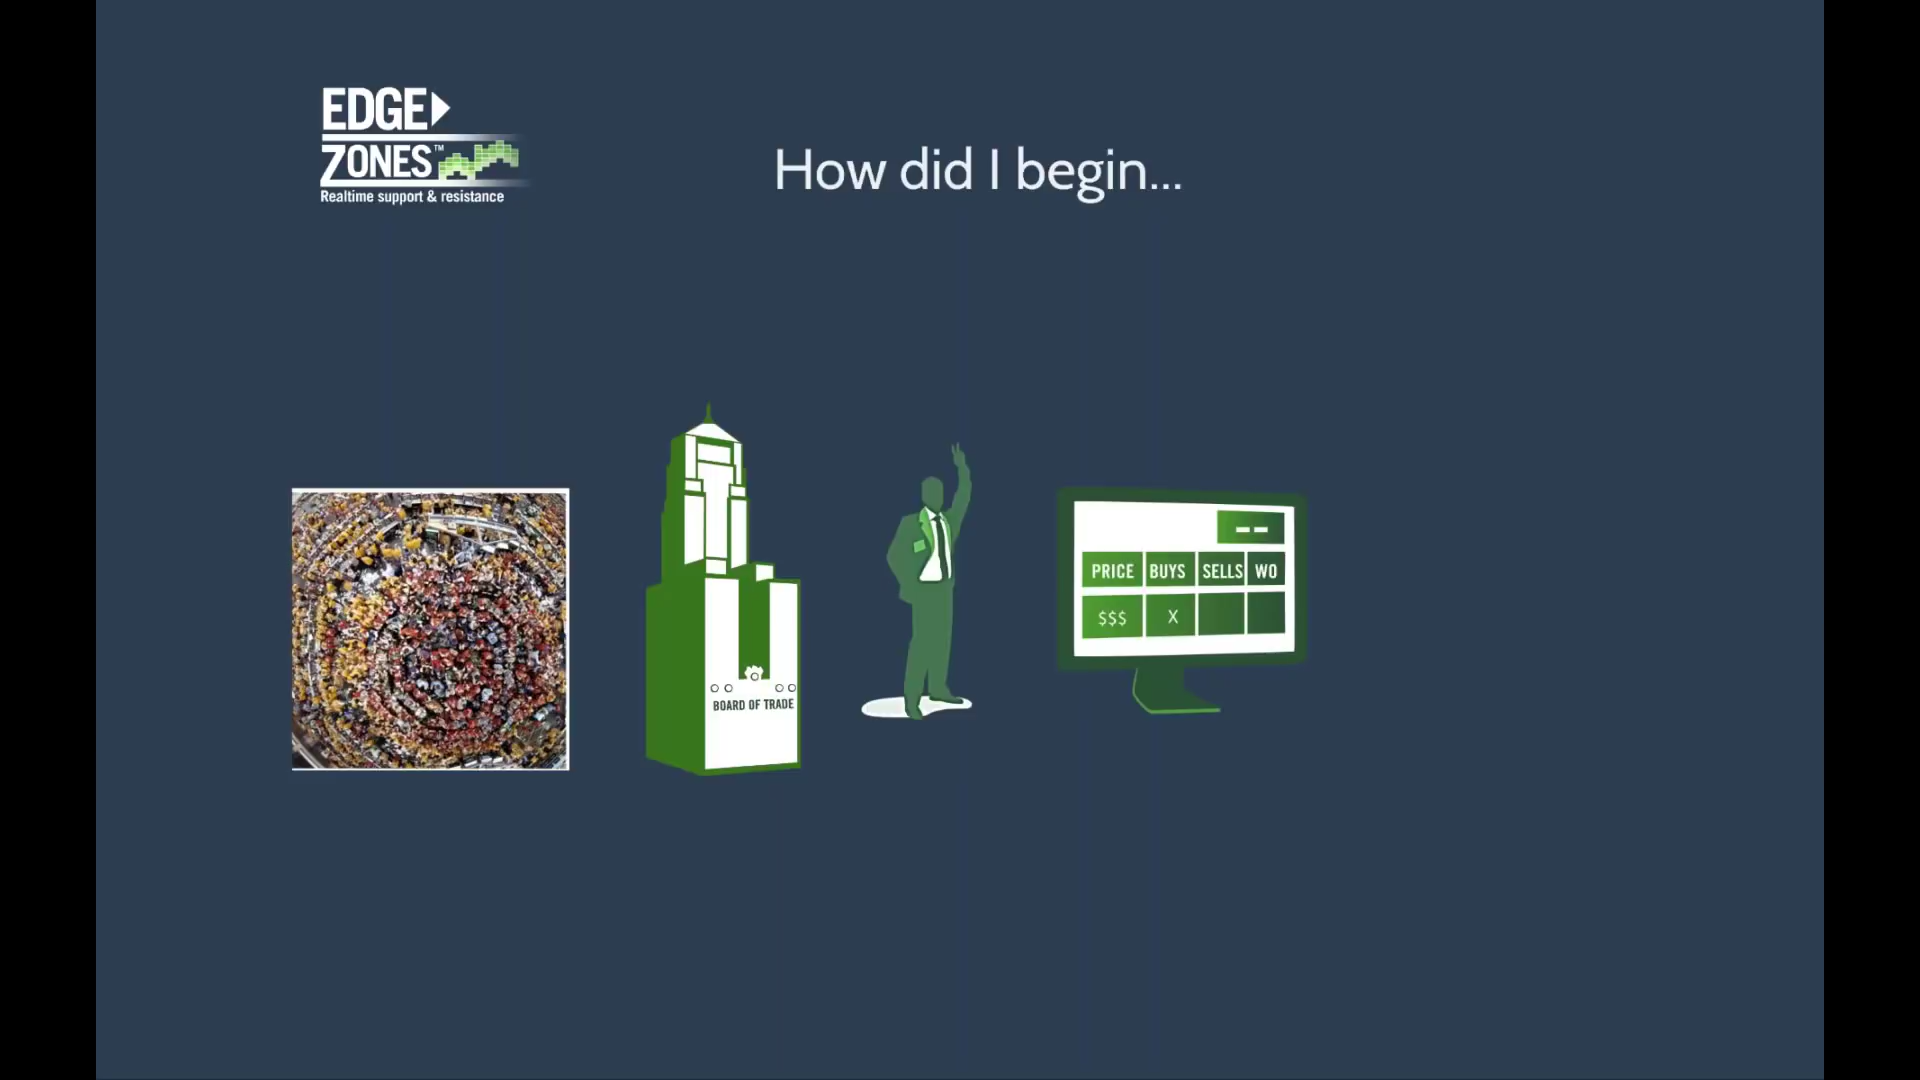 EDGE
ZONES™
Realtime support & resistance
How did I begin...
BOARD OF TRADE
PRICE BUYS SELLS WO
$$$ X